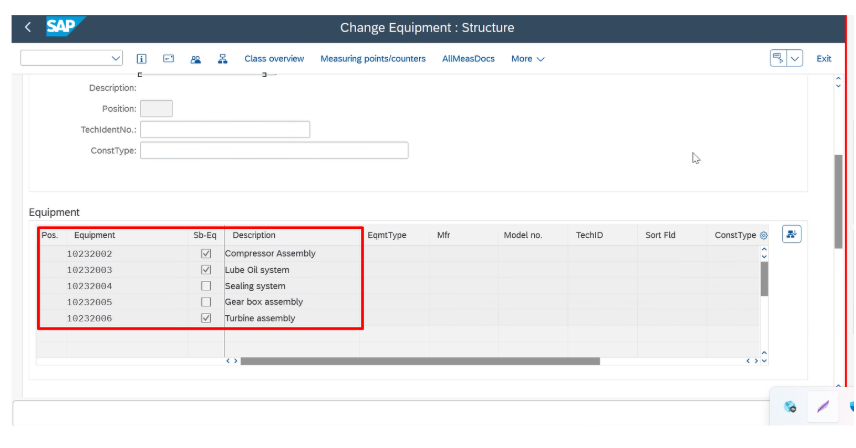 SAP Change Equipment : Structure
Class overview Measuring points/counters AllMeasDocs More Exit
Description:
Position:
TechIdentNo.:
ConstType:
Equipment
Pos. Equipment Sb-Eq Description EqmtType Mfr Model no. TechID Sort Fld ConstType
10232002 Compressor Assembly
10232003 Lube Oil system
10232004 Sealing system
10232005 Gear box assembly
10232006 Turbine assembly